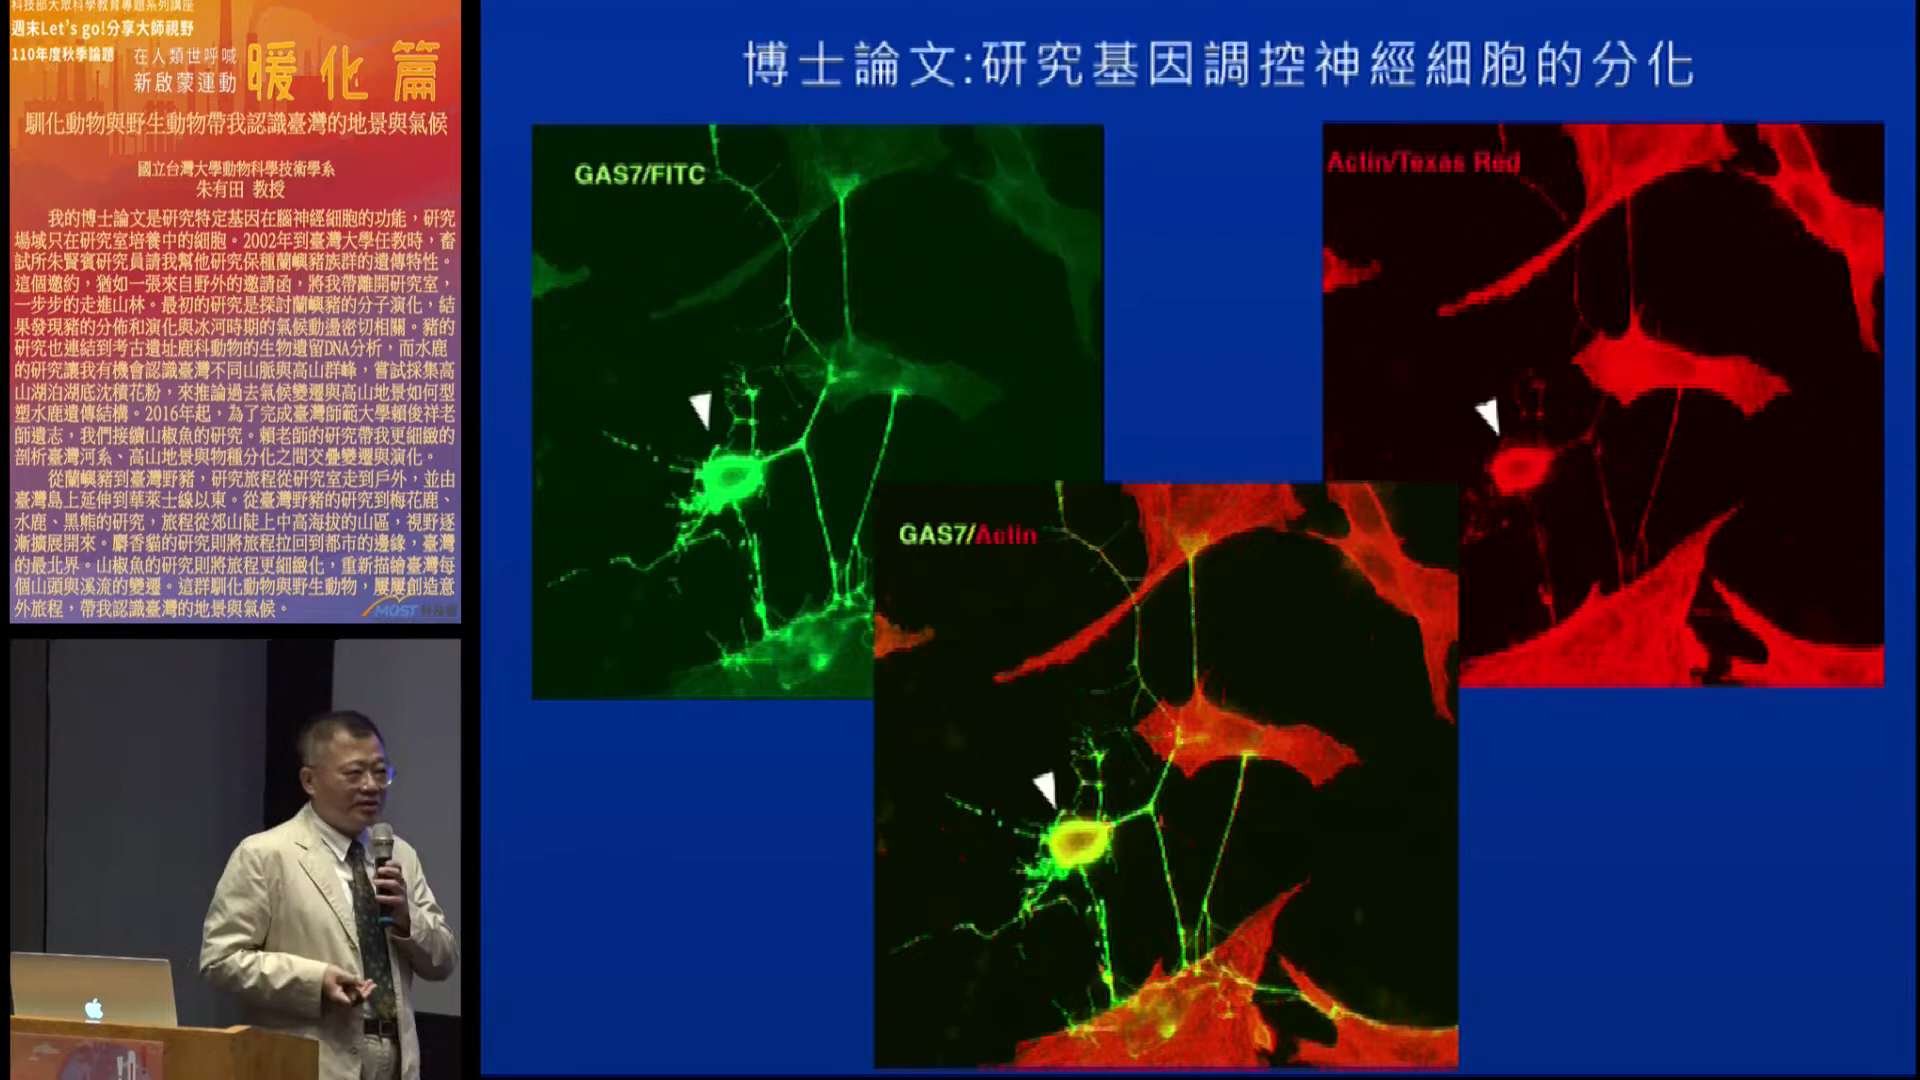 科技部大眾科學教育專題系列講座
週末Let's go!分享大師視野
110年度秋季論題
在人類世呼喊
新啟蒙運動
暖化篇
馴化動物與野生動物帶我認識臺灣的地景與氣候
國立台灣大學動物科學技術學系
朱有田 教授
我的博士論文是研究特定基因在腦神經細胞的功能，研究
場域只在研究室培養中的細胞。2002年到臺灣大學任教時，畜
試所朱賢賓研究員請我幫他研究保種蘭嶼豬族群的遺傳特性。
這個邀約，猶如一張來自野外的邀請函，將我帶離開研究室，
一步步的走進山林。最初的研究是探討蘭嶼豬的分子演化，結
果發現豬的分佈和演化與冰河時期的氣候動盪密切相關。豬的
研究也連結到考古遺址鹿科動物的生物遺留DNA分析，而水鹿
的研究讓我有機會認識臺灣不同山脈與高山群峰，嘗試採集高
山湖泊湖底沈積花粉，來推論過去氣候變遷與高山地景如何型
塑水鹿遺傳結構。2016年起，為了完成臺灣師範大學賴俊祥老
師遺志，我們接續山椒魚的研究。賴老師的研究帶我更細緻的
剖析臺灣河系、高山地景與物種分化之間交疊變遷與演化。
從蘭嶼豬到臺灣野豬，研究旅程從研究室走到戶外，並由
臺灣島上延伸到華萊士線以東。從臺灣野豬的研究到梅花鹿、
水鹿、黑熊的研究，旅程從郊山陡上中高海拔的山區，視野逐
漸擴展開來。麝香貓的研究則將旅程拉回到都市的邊緣，臺灣
的最北界。山椒魚的研究則將旅程更細緻化，重新描繪臺灣每
個山頭與溪流的變遷。這群馴化動物與野生動物，屢屢創造意
外旅程，帶我認識臺灣的地景與氣候。
MOST 科技部
博士論文:研究基因調控神經細胞的分化
GAS7/FITC
Actin/Texas Red
GAS7/Actin